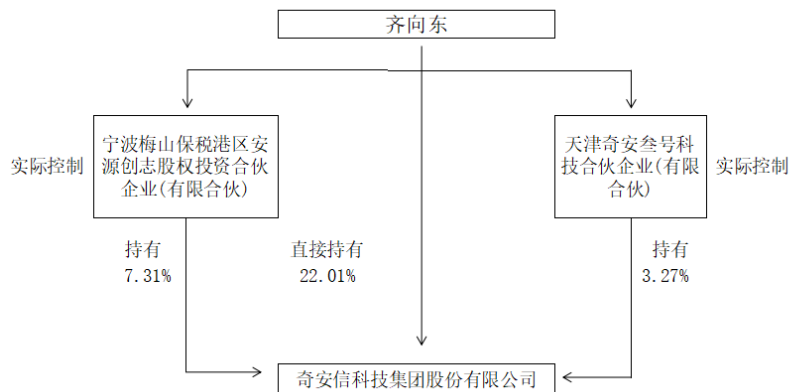 齐向东
宁波梅山保税港区安
源创志股权投资合伙
企业(有限合伙)
实际控制
天津奇安叁号科
技合伙企业(有限
合伙)
实际控制
持有
7.31%
直接持有
22.01%
持有
3.27%
奇安信科技集团股份有限公司